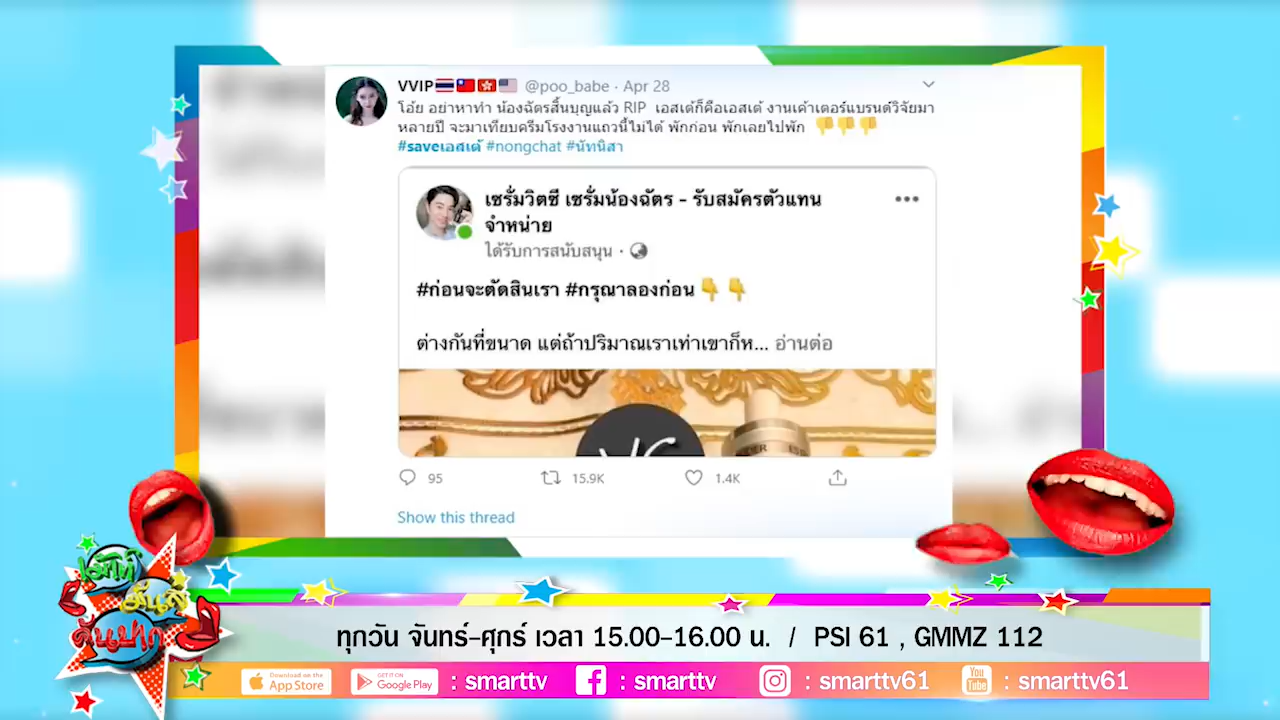 VVIP @poo_babe · Apr 28
โอ้ย อย่าหาทำ น้องฉัตรสิ้นบุญแล้ว RIP เอสเต้ก็คือเอสเต้ งานเค้าเตอร์แบรนด์วิจัยมา
หลายปี จะมาเทียบครีมโรงงานแถวนี้ไม่ได้ พักก่อน พักเลยไปพัก 👎👎👎
#saveเอสเต้ #nongchat #นัทนิสา
เซรั่มวิตซี เซรั่มน้องฉัตร - รับสมัครตัวแทน
จำหน่าย
ได้รับการสนับสนุน ·
#ก่อนจะตัดสินเรา #กรุณาลองก่อน👇 👇
ต่างกันที่ขนาด แต่ถ้าปริมาณเราเท่าเขาก็ห... อ่านต่อ
95 15.9K 1.4K
Show this thread
ทุกวัน จันทร์-ศุกร์ เวลา 15.00-16.00 น. / PSI 61 , GMMZ 112
Download on the
App Store
GET IT ON
Google Play
: smarttv : smarttv : smarttv61
You
Tube
: smarttv61